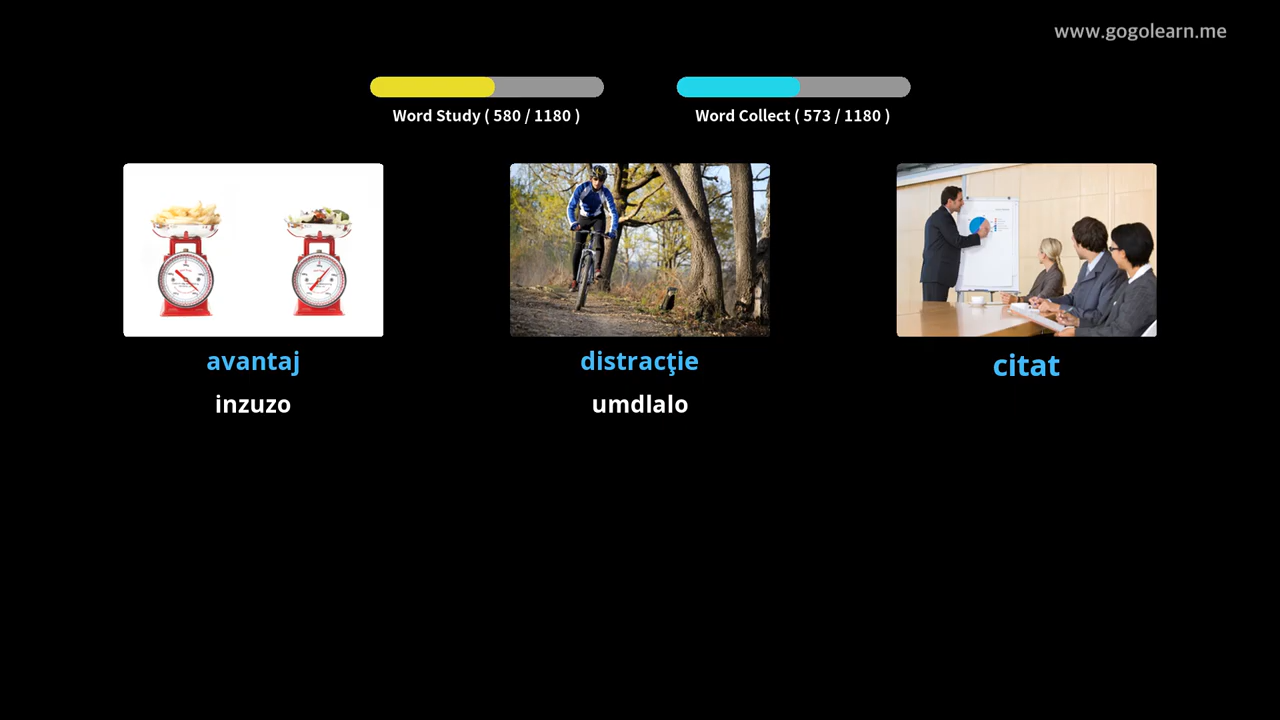 www.gogolearn.me
Word Study ( 580 / 1180 )
Word Collect ( 573 / 1180 )
avantaj
distracţie
citat
inzuzo
umdlalo